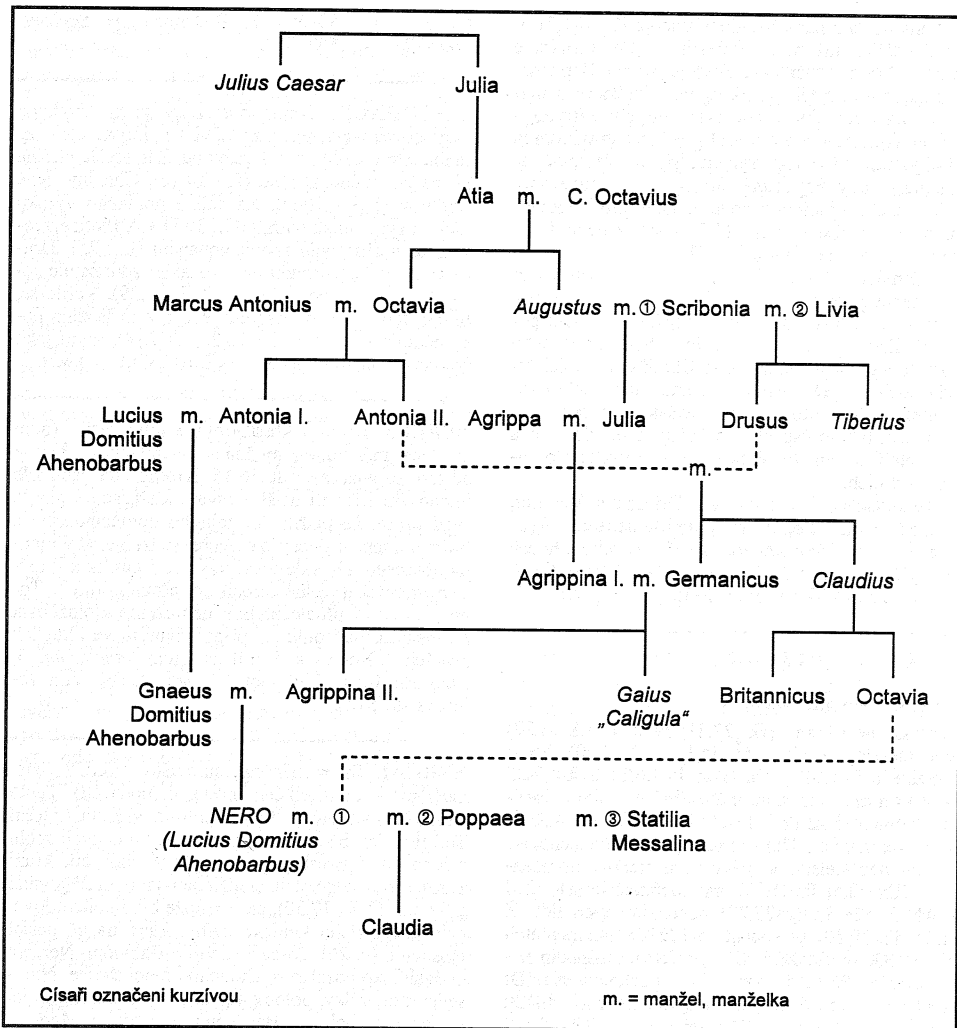 Julius Caesar Julia
Atia m. C. Octavius
Marcus Antonius m. Octavia Augustus m. ① Scribonia m. ② Livia
Lucius m. Antonia I. Antonia II. Agrippa m. Julia Drusus Tiberius
Domitius
Ahenobarbus
m.
Agrippina I. m. Germanicus Claudius
Gnaeus m. Agrippina II. Gaius Britannicus Octavia
Domitius „Caligula“
Ahenobarbus
NERO m. ① m. ② Poppaea m. ③ Statilia
(Lucius Domitius Messalina
Ahenobarbus)
Claudia
Císaři označeni kurzívou m. = manžel, manželka